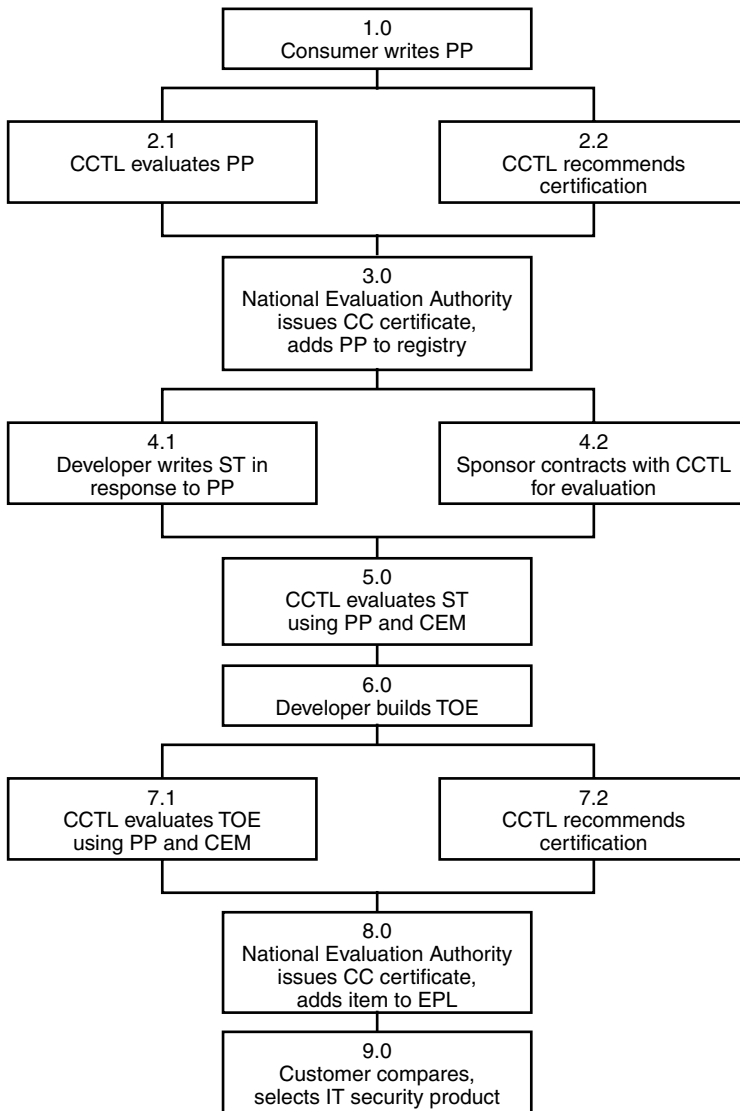 1.0
Consumer writes PP
2.1
CCTL evaluates PP
2.2
CCTL recommends
certification
3.0
National Evaluation Authority
issues CC certificate,
adds PP to registry
4.1
Developer writes ST in
response to PP
4.2
Sponsor contracts with CCTL
for evaluation
5.0
CCTL evaluates ST
using PP and CEM
6.0
Developer builds TOE
7.1
CCTL evaluates TOE
using PP and CEM
7.2
CCTL recommends
certification
8.0
National Evaluation Authority
issues CC certificate,
adds item to EPL
9.0
Customer compares,
selects IT security product